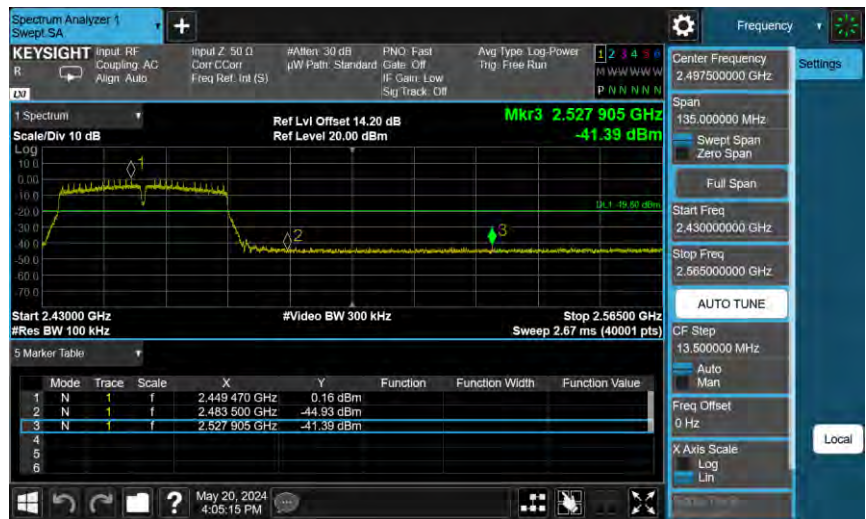 Spectrum Analyzer 1
Swept SA
Frequency
KEYSIGHT
R
LXI
Input: RF
Coupling: AC
Align: Auto
Input Z: 50 Ω
Corr CCorr
Freq Ref: Int (S)
#Atten: 30 dB
µW Path: Standard
PNO: Fast
Gate: Off
IF Gain: Low
Sig Track: Off
Avg Type: Log-Power
Trig: Free Run
1 2 3 4 5 6
M W W W W W
P N N N N N
1 Spectrum
Scale/Div 10 dB
Ref Lvl Offset 14.20 dB
Ref Level 20.00 dBm
Mkr3 2.527 905 GHz
-41.39 dBm
Log
10.0
0.00
-10.0
-20.0
-30.0
-40.0
-50.0
-60.0
-70.0
1
2
3
DL1 -19.80 dBm
Start 2.43000 GHz
#Res BW 100 kHz
#Video BW 300 kHz
Stop 2.56500 GHz
Sweep 2.67 ms (40001 pts)
5 Marker Table
Mode Trace Scale X Y Function Function Width Function Value
1 N 1 f 2.449 470 GHz 0.16 dBm
2 N 1 f 2.483 500 GHz -44.93 dBm
3 N 1 f 2.527 905 GHz -41.39 dBm
4
5
6
Center Frequency
2.497500000 GHz
Settings
Span
135.000000 MHz
Swept Span
Zero Span
Full Span
Start Freq
2.430000000 GHz
Stop Freq
2.565000000 GHz
AUTO TUNE
CF Step
13.500000 MHz
Auto
Man
Freq Offset
0 Hz
X Axis Scale
Log
Lin
Local
?
May 20, 2024
4:05:15 PM